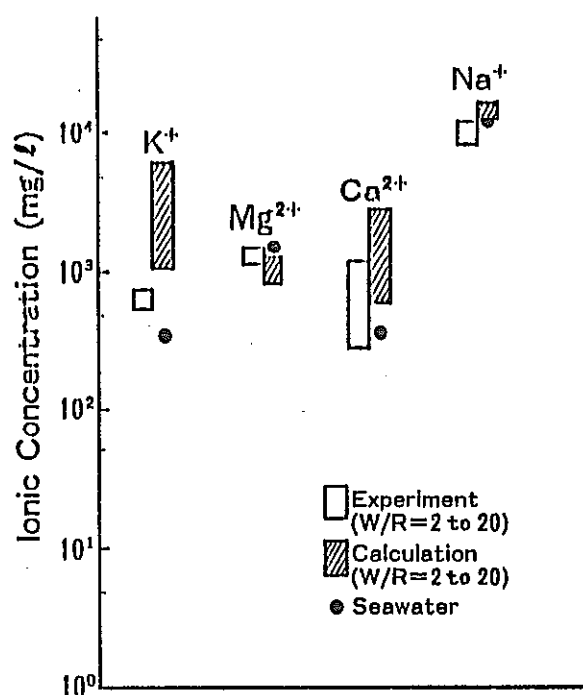 Ionic Concentration (mg/ℓ)
10⁴
10³
10²
10¹
10⁰
K⁺
Mg²⁺
Ca²⁺
Na⁺
Experiment
(W/R=2 to 20)
Calculation
(W/R=2 to 20)
Seawater